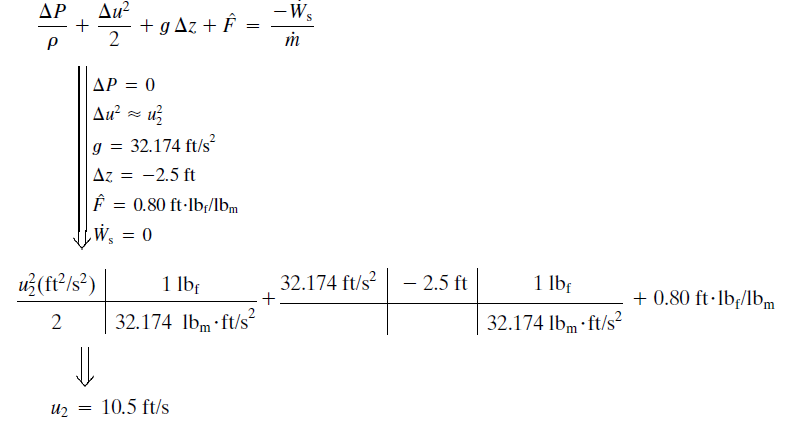 ΔP/ρ + Δu²/2 + g Δz + F̂ = −Ẇs/ṁ
ΔP = 0
Δu² ≈ u₂²
g = 32.174 ft/s²
Δz = −2.5 ft
F̂ = 0.80 ft·lbf/lbm
Ẇs = 0
u₂²(ft²/s²) | 1 lbf + 32.174 ft/s² | − 2.5 ft | 1 lbf + 0.80 ft·lbf/lbm
2 | 32.174 lbm·ft/s² | | 32.174 lbm·ft/s²
u₂ = 10.5 ft/s